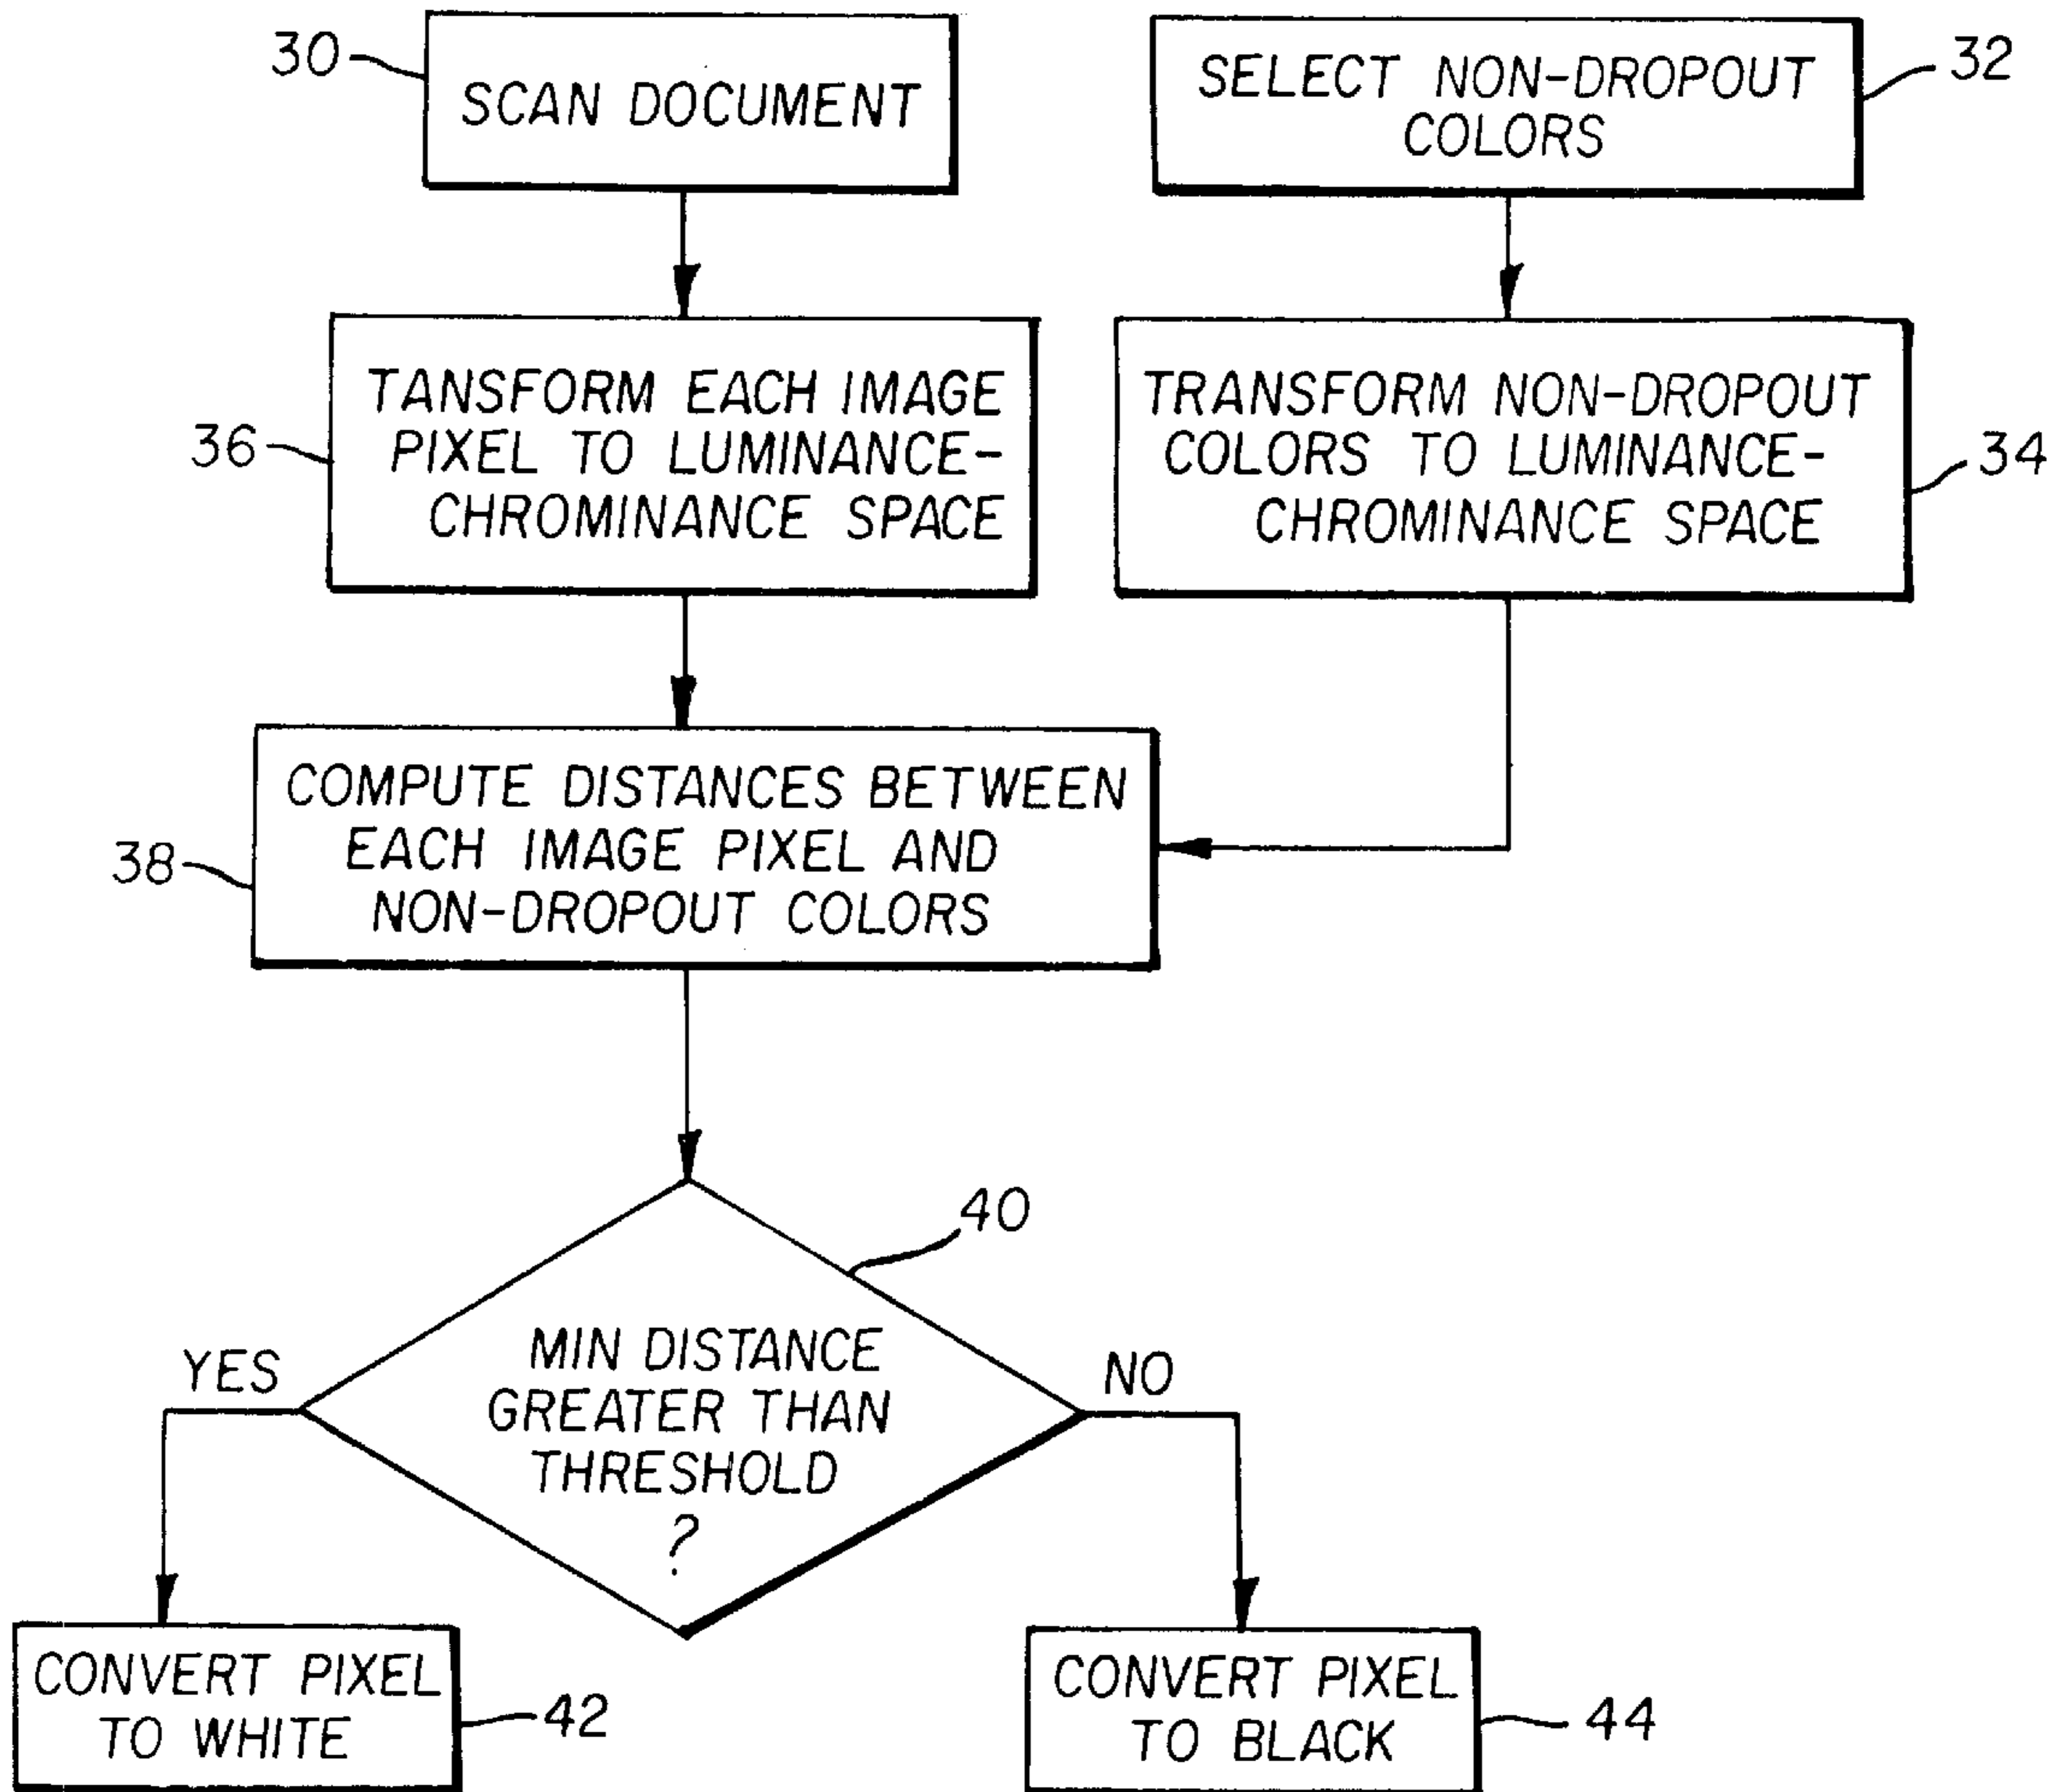 30
SCAN DOCUMENT
SELECT NON-DROPOUT
COLORS
32
36
TANSFORM EACH IMAGE
PIXEL TO LUMINANCE-
CHROMINANCE SPACE
TRANSFORM NON-DROPOUT
COLORS TO LUMINANCE-
CHROMINANCE SPACE
34
38
COMPUTE DISTANCES BETWEEN
EACH IMAGE PIXEL AND
NON-DROPOUT COLORS
40
MIN DISTANCE
GREATER THAN
THRESHOLD
?
YES
NO
CONVERT PIXEL
TO WHITE
42
CONVERT PIXEL
TO BLACK
44